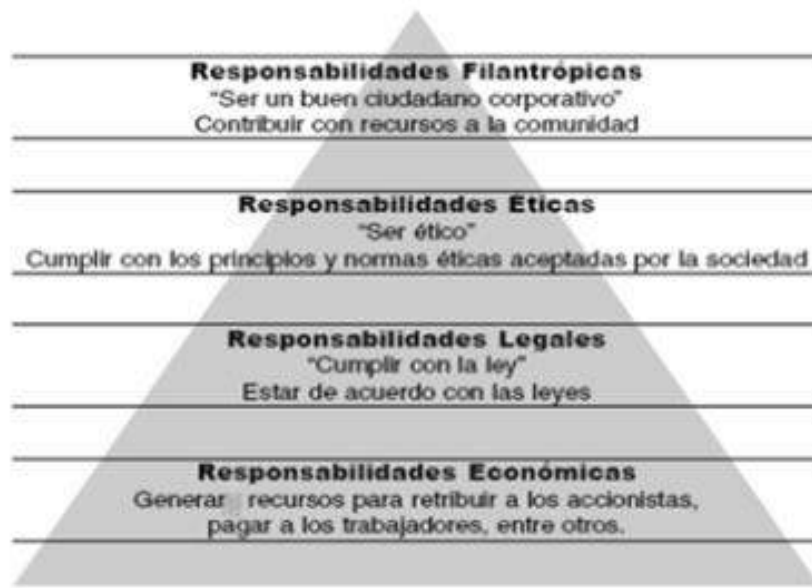 Responsabilidades Filantrópicas
“Ser un buen ciudadano corporativo”
Contribuir con recursos a la comunidad
Responsabilidades Éticas
“Ser ético”
Cumplir con los principios y normas éticas aceptadas por la sociedad
Responsabilidades Legales
“Cumplir con la ley”
Estar de acuerdo con las leyes
Responsabilidades Económicas
Generar recursos para retribuir a los accionistas,
pagar a los trabajadores, entre otros.